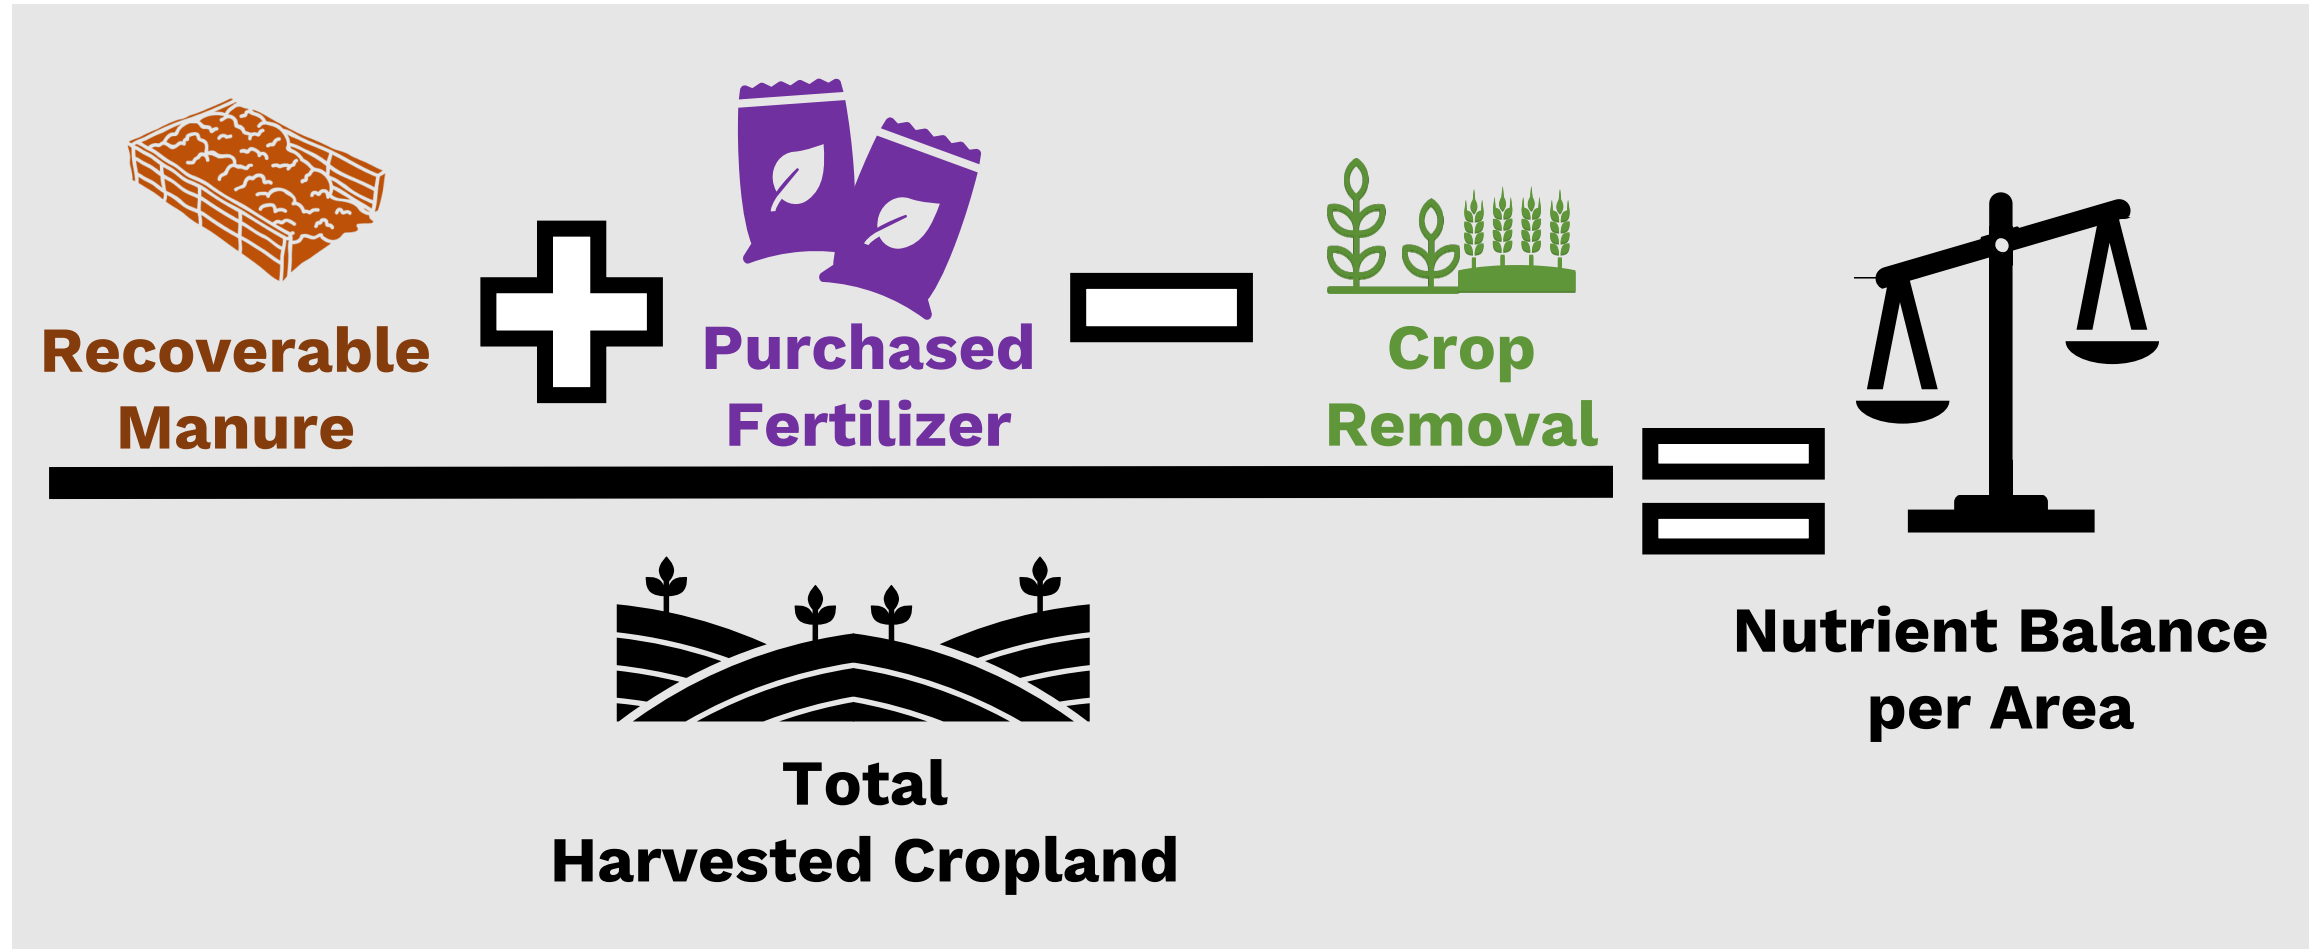 Recoverable
Manure
Purchased
Fertilizer
Crop
Removal
Total
Harvested Cropland
Nutrient Balance
per Area